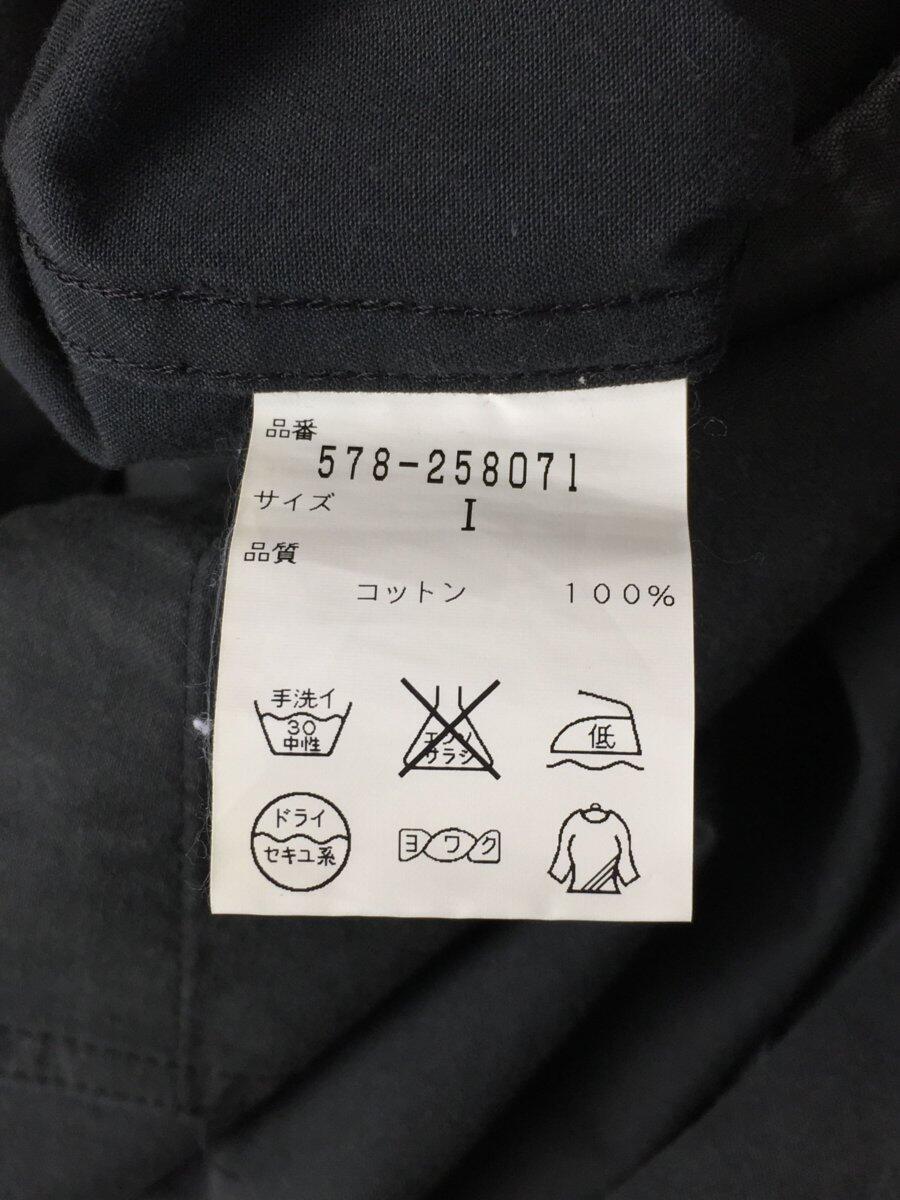 品番
578-258071
サイズ
I
品質
コットン 100%
手洗イ
30
中性
エンソ
サラシ
低
ドライ
セキユ系
ヨワク